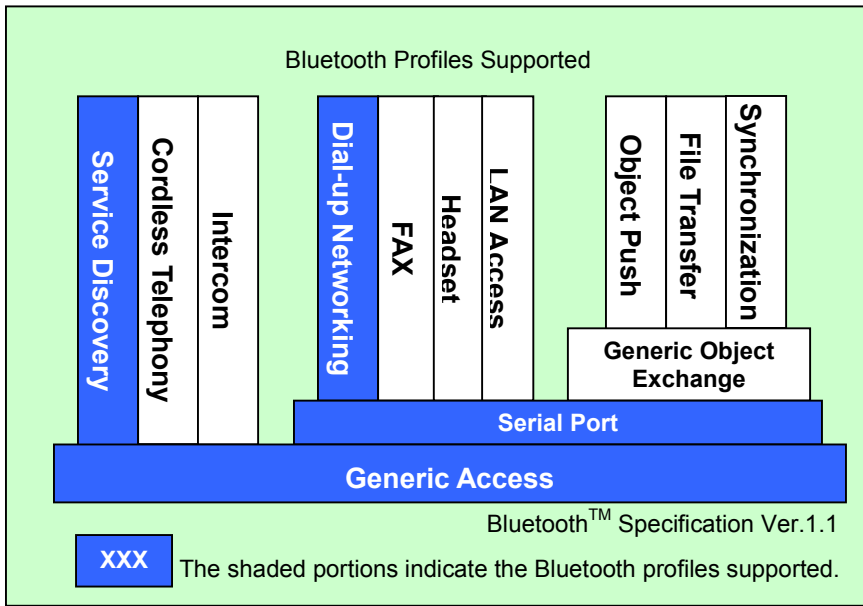 Bluetooth Profiles Supported
Service Discovery
Cordless Telephony
Intercom
Dial-up Networking
FAX
Headset
LAN Access
Object Push
File Transfer
Synchronization
Generic Object
Exchange
Serial Port
Generic Access
Bluetooth™ Specification Ver.1.1
XXX
The shaded portions indicate the Bluetooth profiles supported.